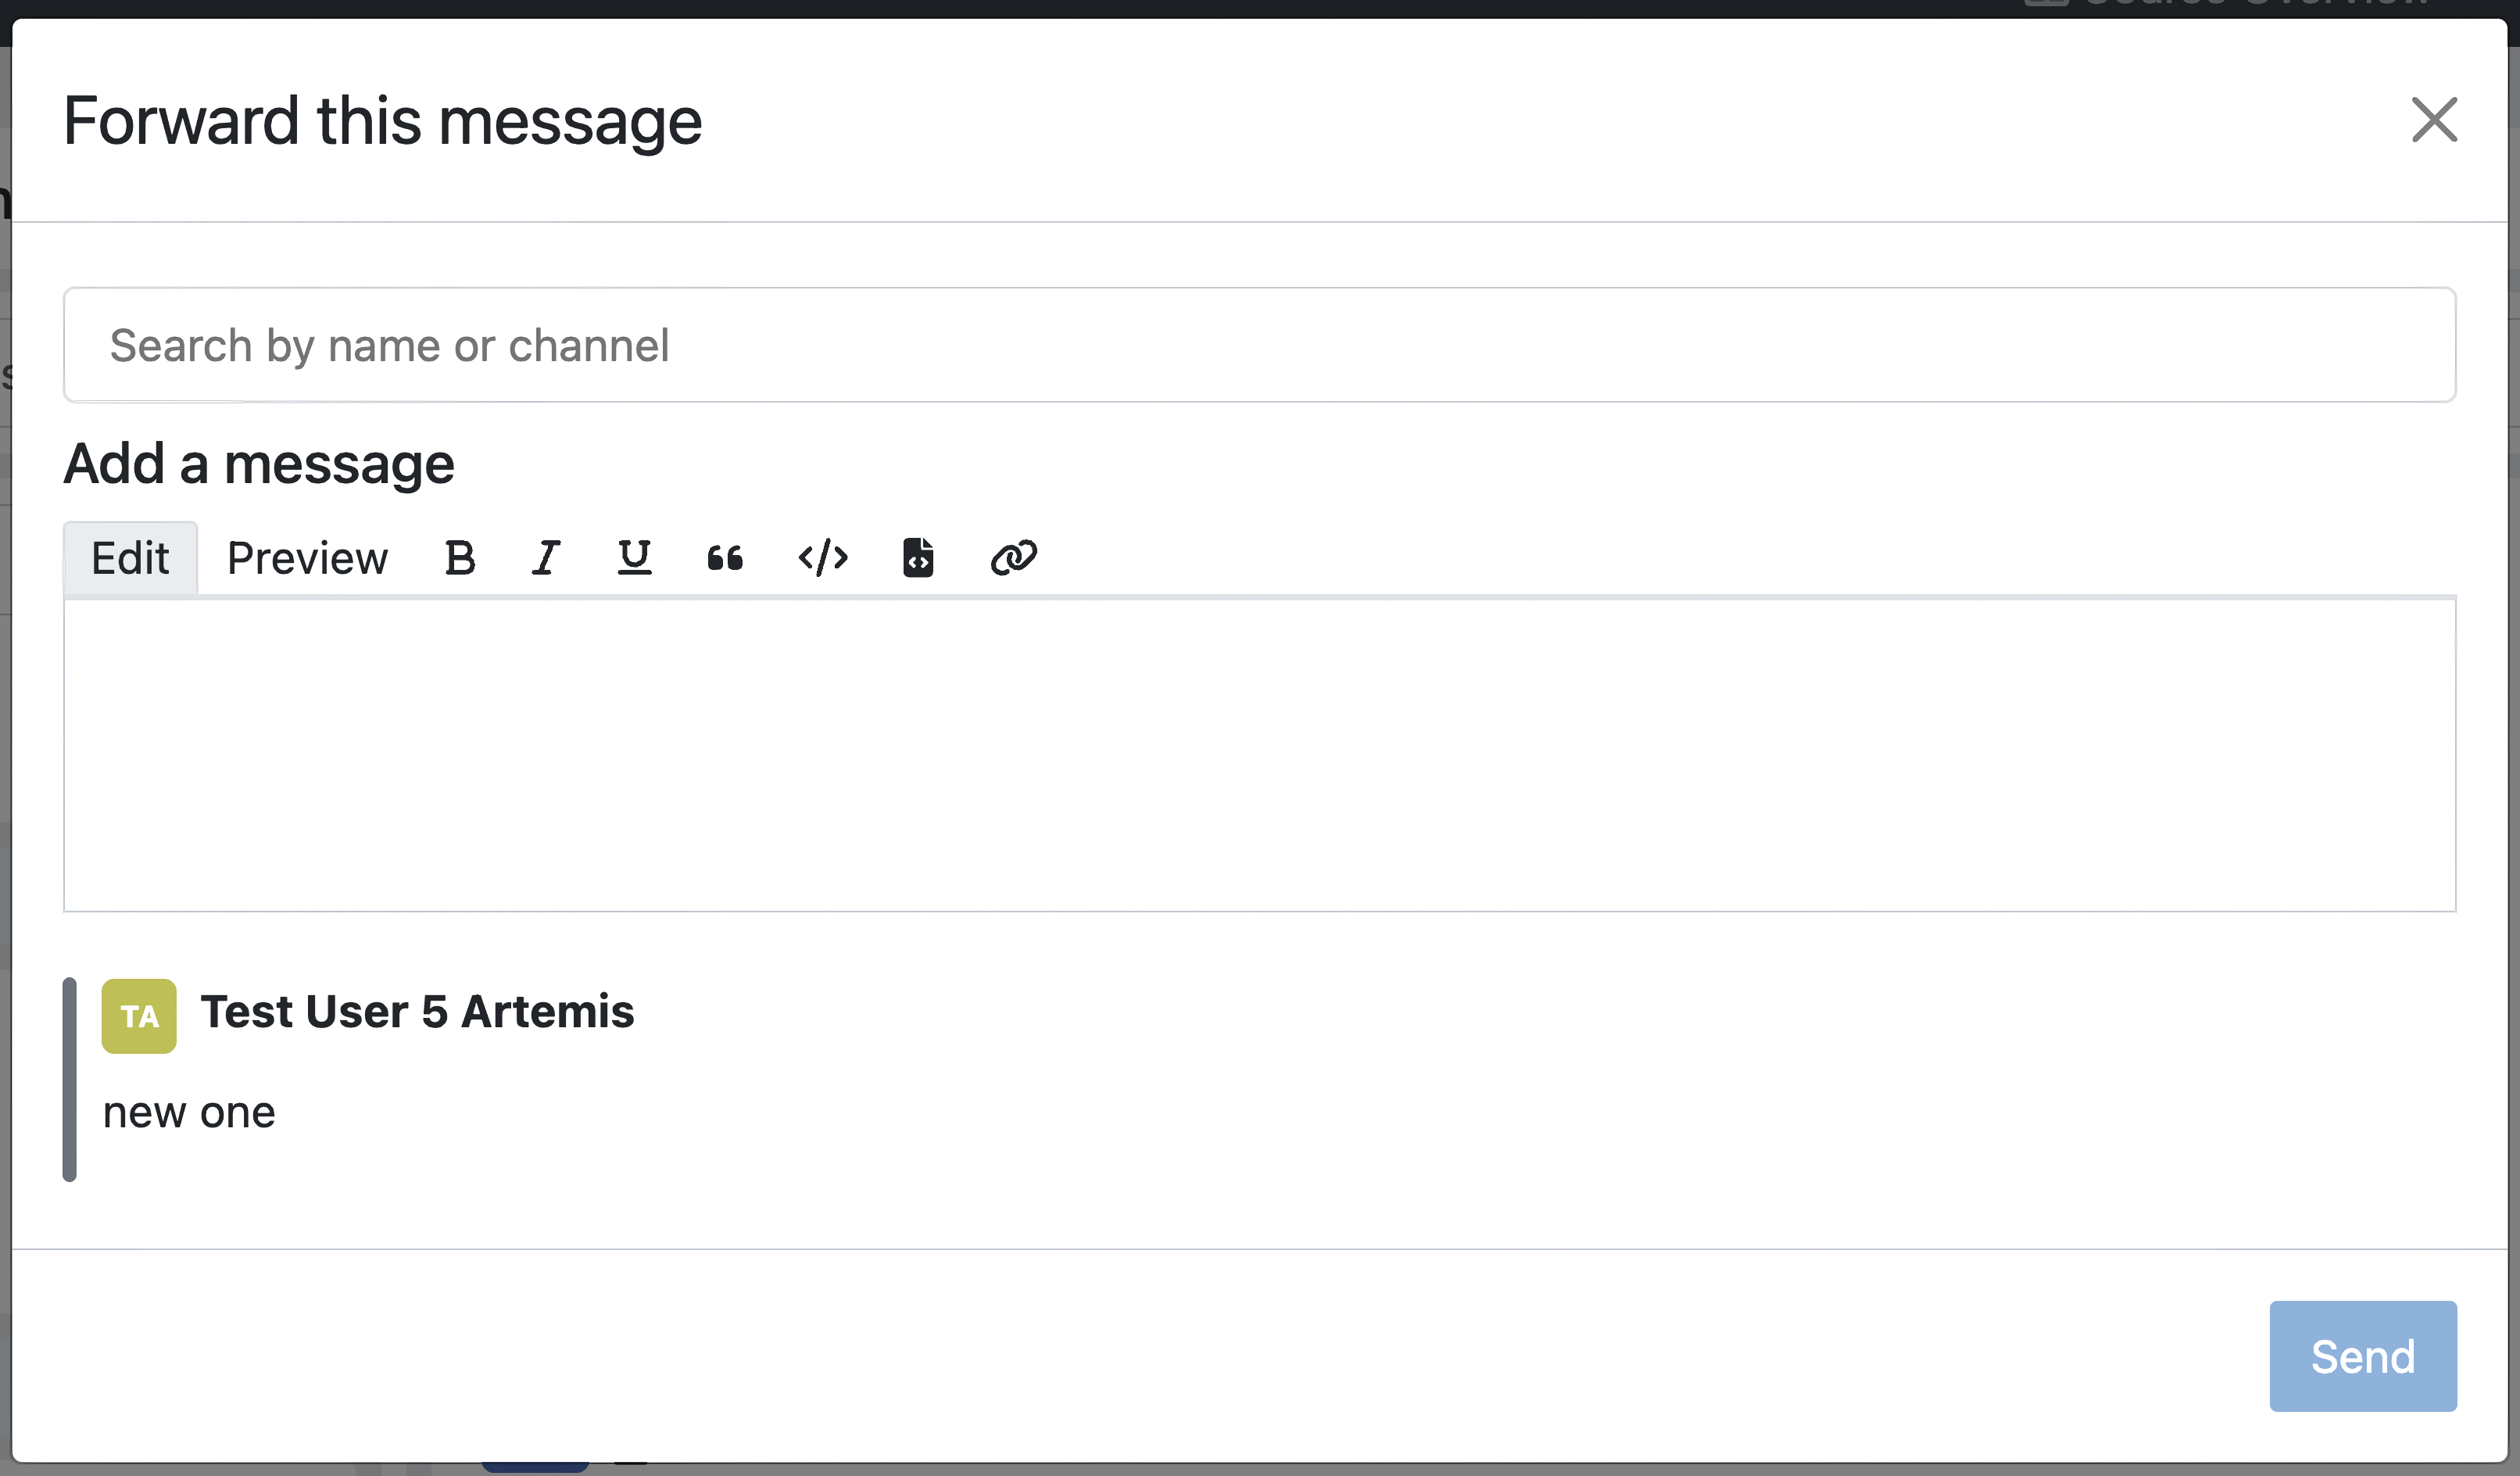 Forward this message
Search by name or channel
Add a message
Edit Preview B I U
TA Test User 5 Artemis
new one
Send